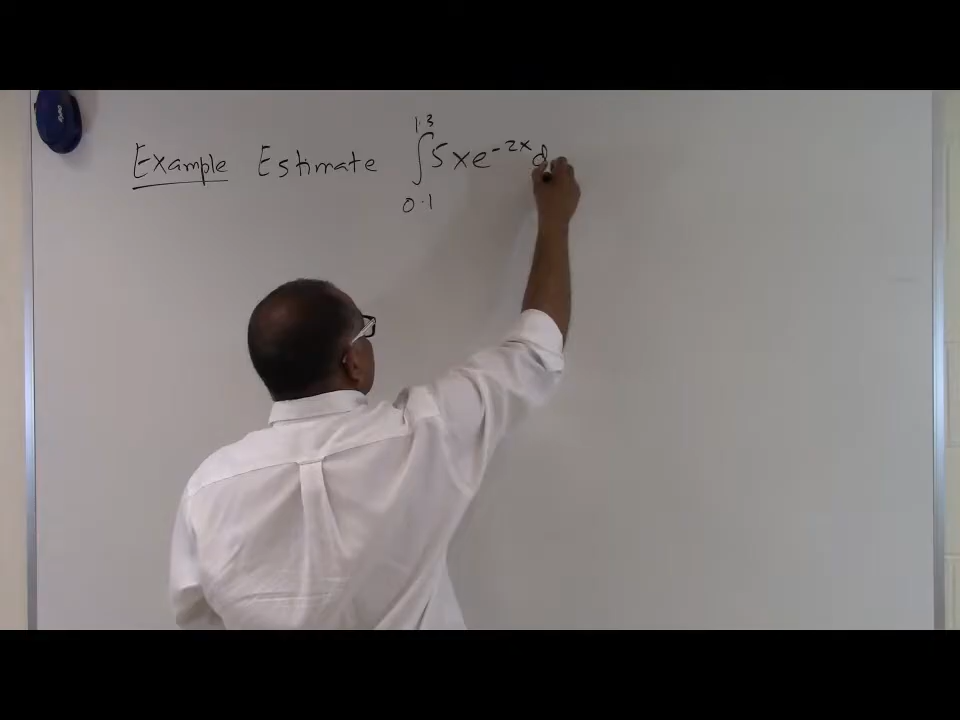 Example Estimate ∫_{0.1}^{1.3} 5xe^{-2x} d